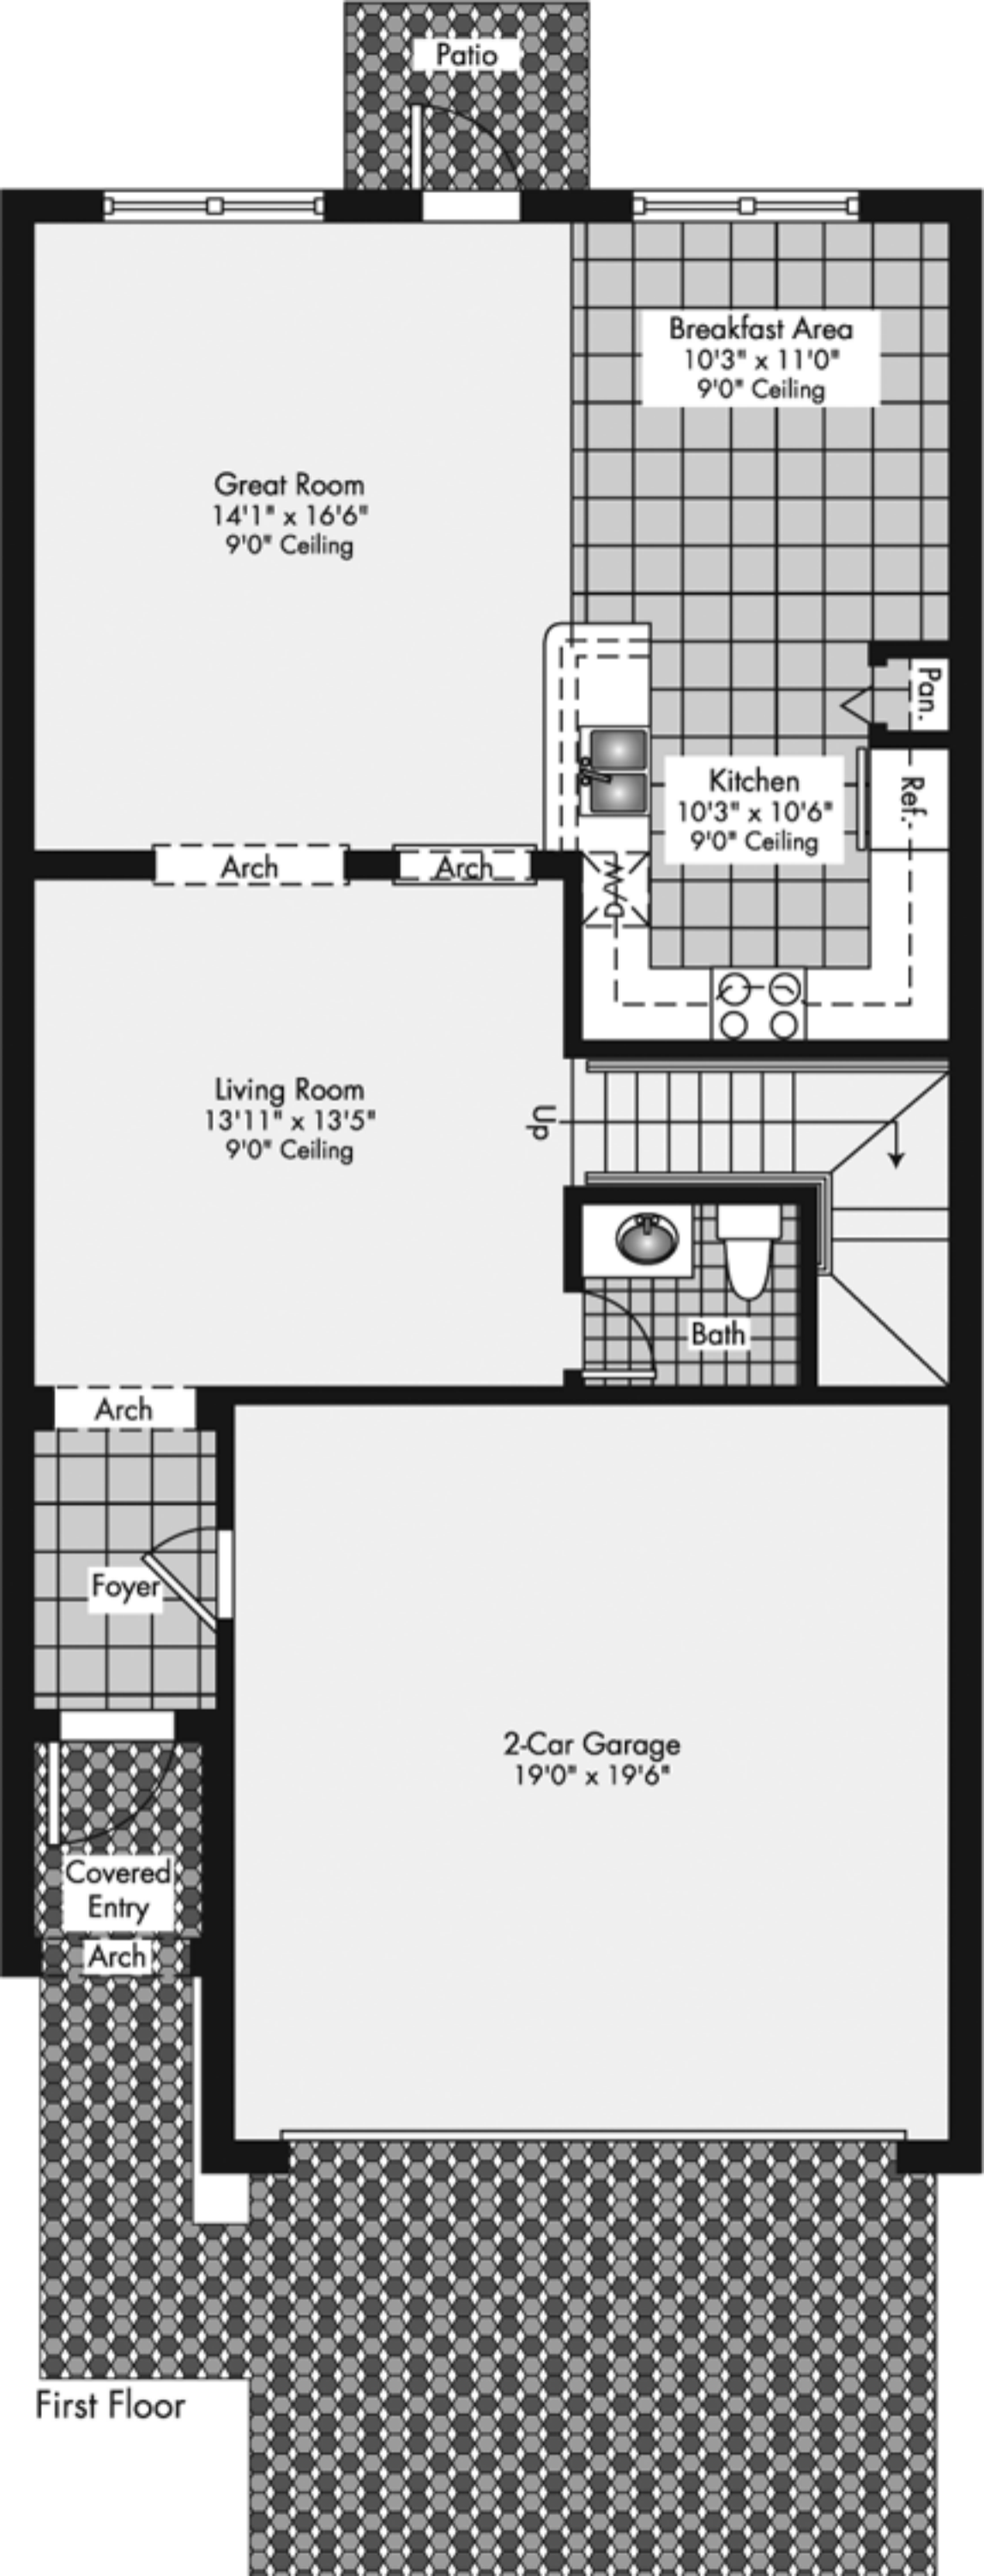 Patio
Breakfast Area
10'3" x 11'0"
9'0" Ceiling
Great Room
14'1" x 16'6"
9'0" Ceiling
Pan.
Kitchen
10'3" x 10'6"
9'0" Ceiling
Ref.
Arch
Arch
D/W
Living Room
13'11" x 13'5"
9'0" Ceiling
Up
Bath
Arch
Foyer
2-Car Garage
19'0" x 19'6"
Covered
Entry
Arch
First Floor